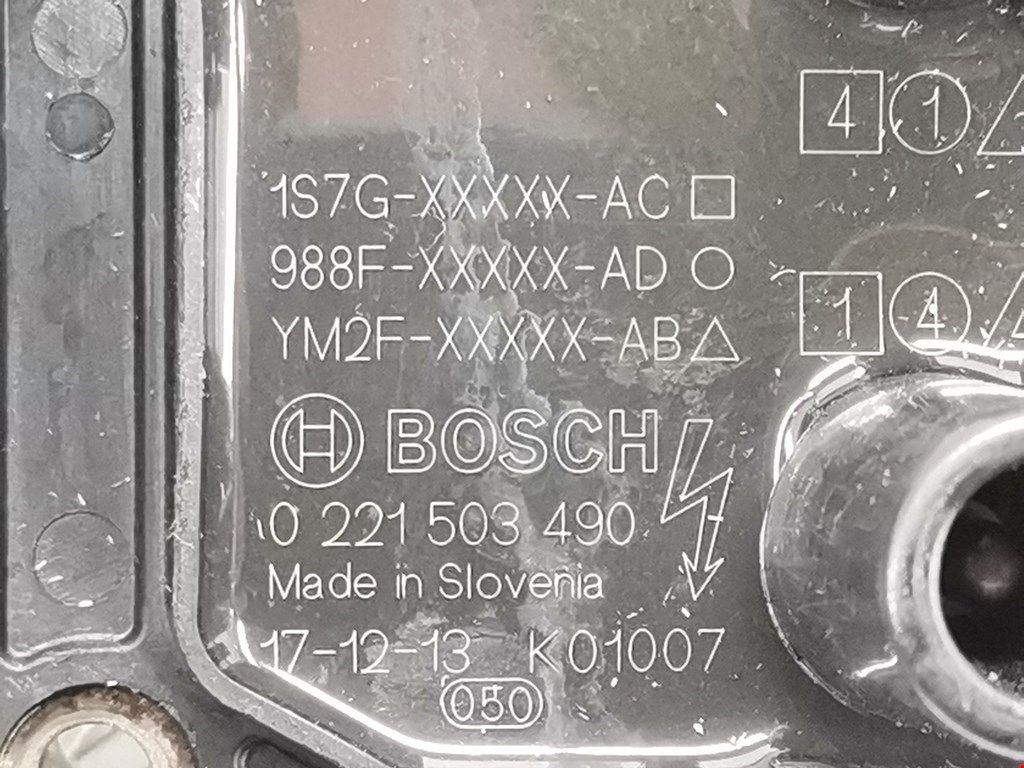 4 1
1S7G-XXXXX-AC
988F-XXXXX-AD
1 4
YM2F-XXXXX-AB
BOSCH
0 221 503 490
Made in Slovenia
17-12-13 K01007
050